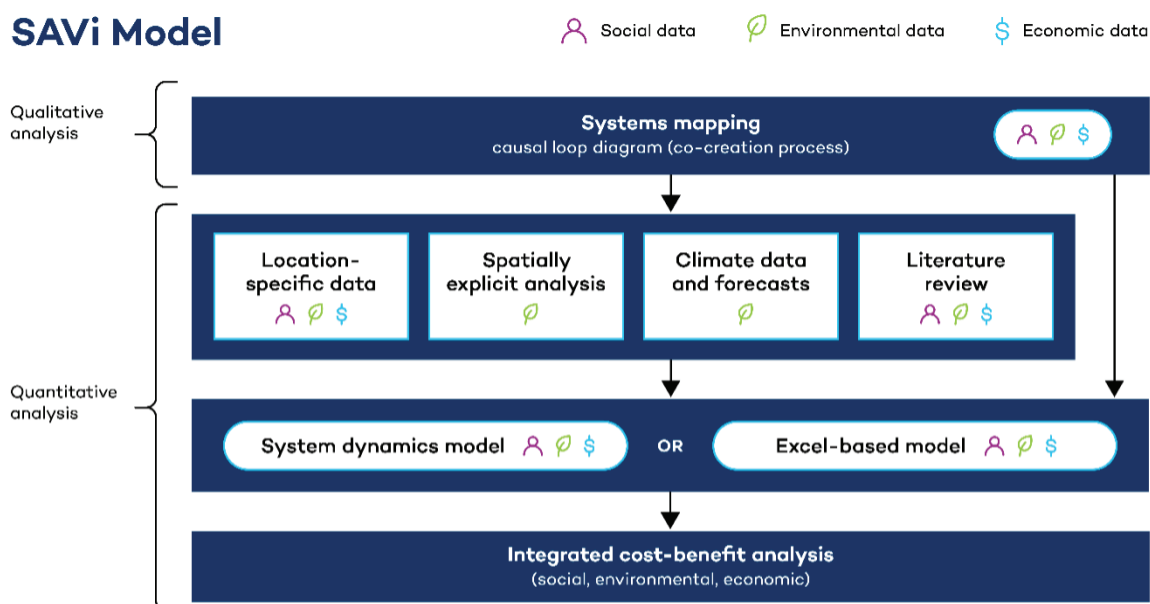 SAVi Model
Social data
Environmental data
$ Economic data
Qualitative
analysis
Systems mapping
causal loop diagram (co-creation process)
$
Quantitative
analysis
Location-
specific data
$
Spatially
explicit analysis
Climate data
and forecasts
Literature
review
$
System dynamics model $
OR
Excel-based model $
Integrated cost-benefit analysis
(social, environmental, economic)